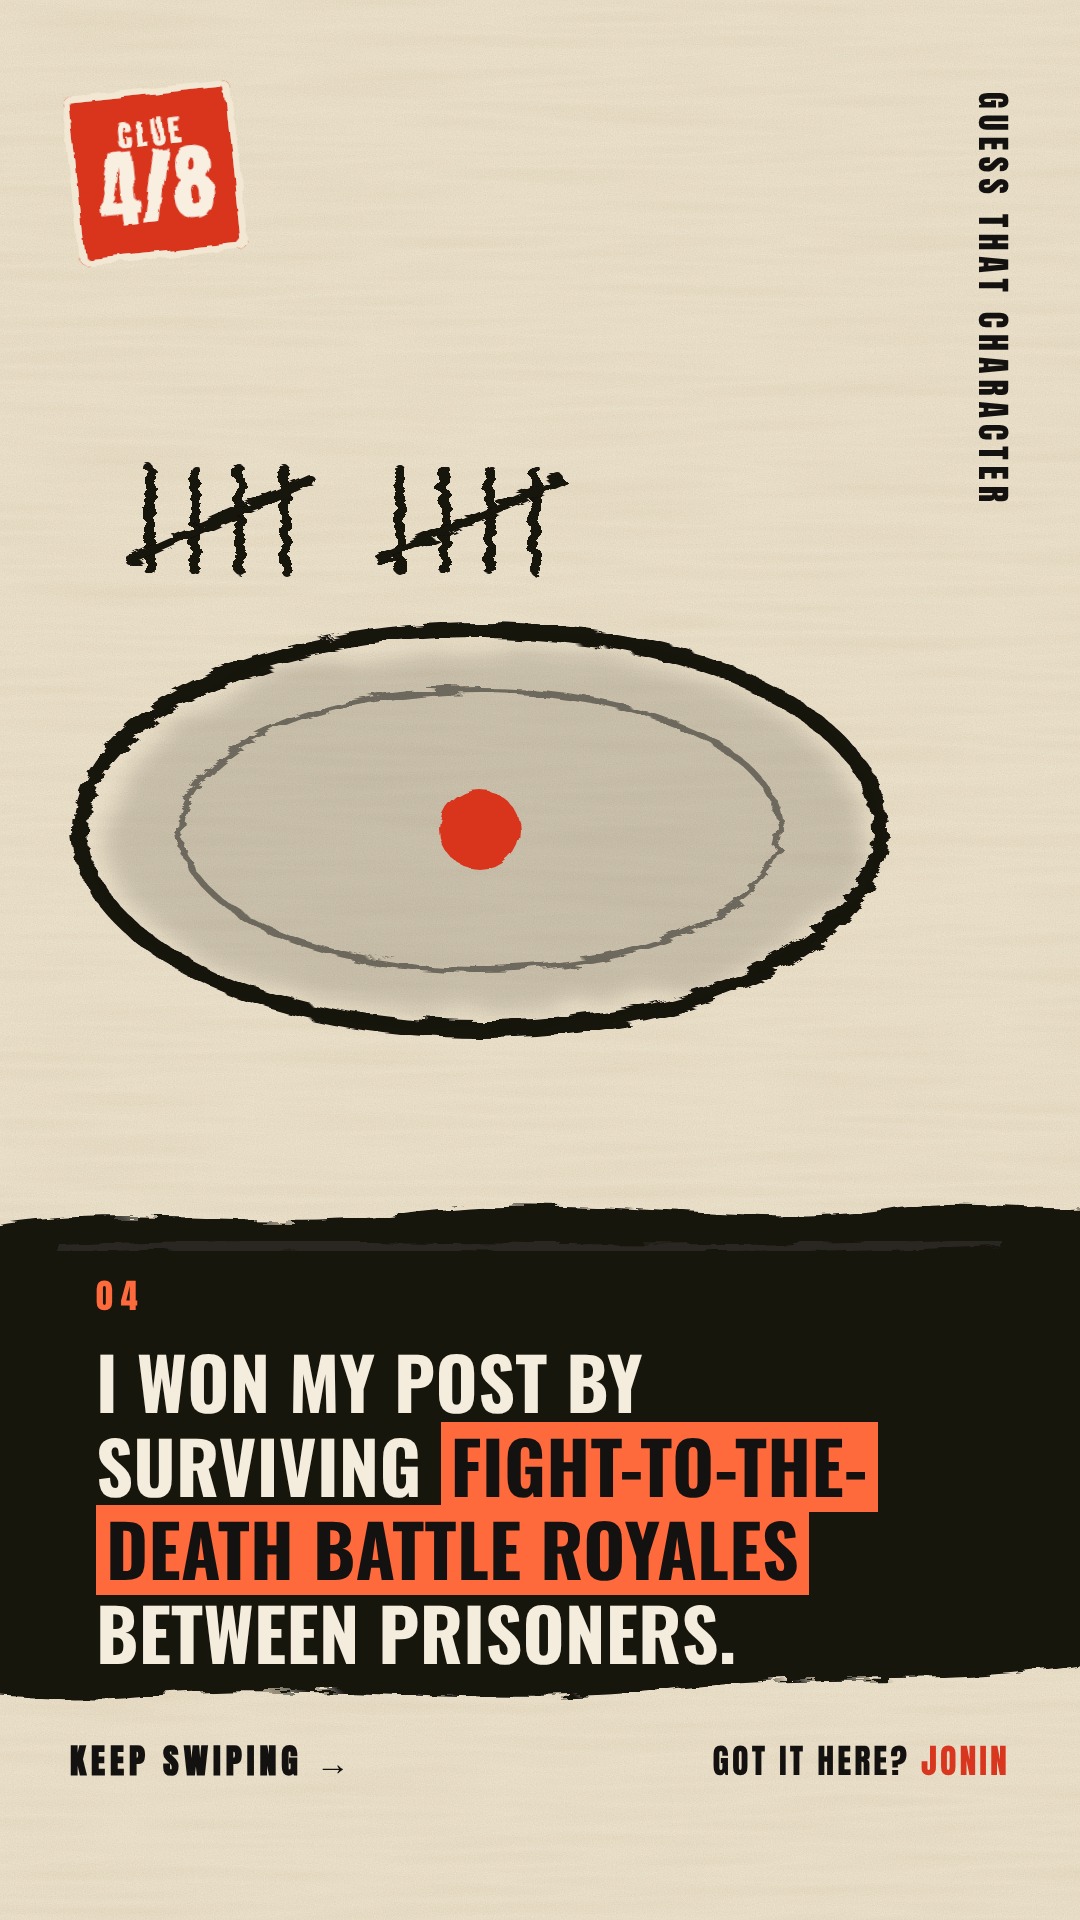 CLUE
4/8
GUESS THAT CHARACTER
04
I WON MY POST BY
SURVIVING FIGHT-TO-THE-
DEATH BATTLE ROYALES
BETWEEN PRISONERS.
KEEP SWIPING →
GOT IT HERE? JONIN